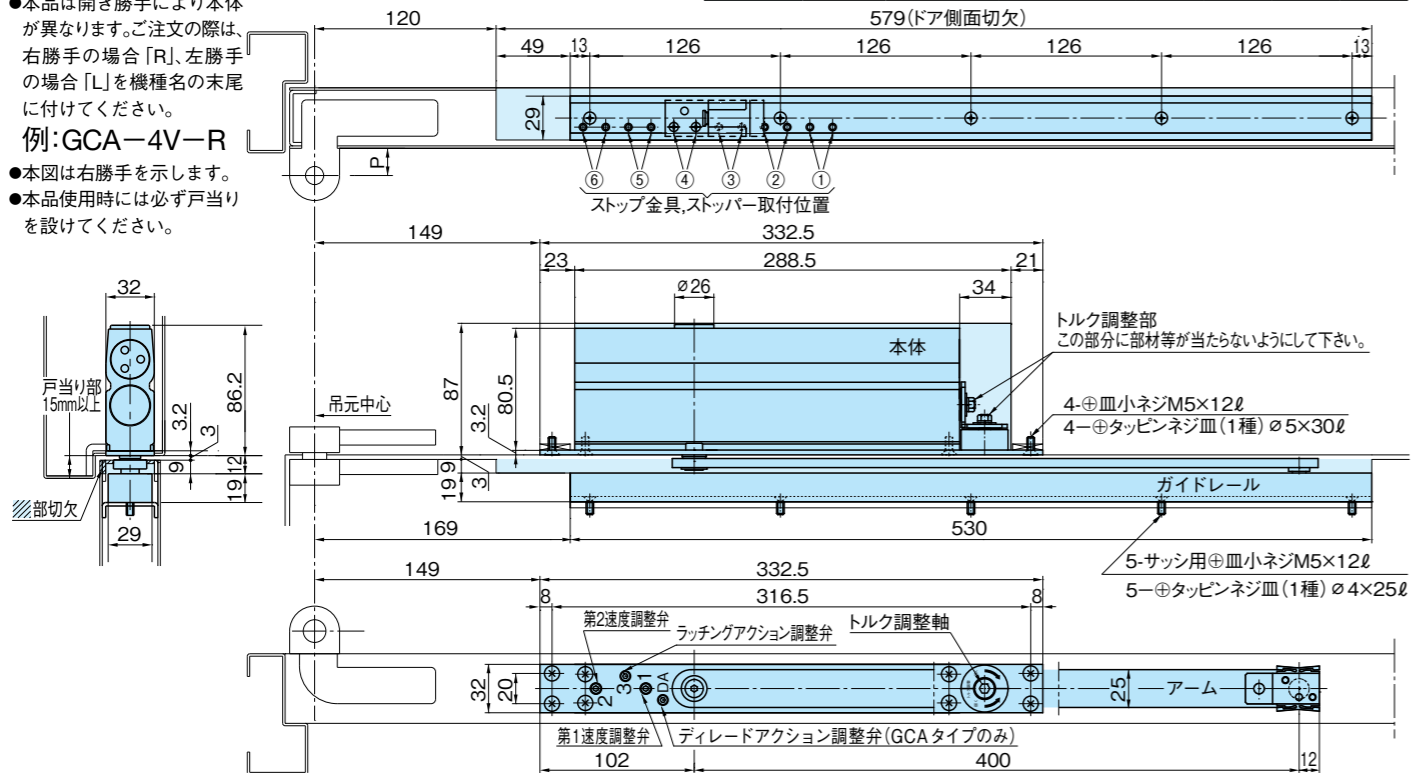 ●本品は開き勝手により本体
が異なります。ご注文の際は、
右勝手の場合「R」、左勝手
の場合「L」を機種名の末尾
に付けてください。
例:GCA－4V－R
●本図は右勝手を示します。
●本品使用時には必ず戸当り
を設けてください。
120
579(ドア側面切欠)
49
13
126
126
126
126
13
29
P
⑥
⑤
④
③
②
①
ストップ金具,ストッパー取付位置
149
332.5
23
288.5
21
ø26
34
32
トルク調整部
この部分に部材等が当たらないようにして下さい。
本体
戸当り部
15mm以上
86.2
3.2
3
9
12
19
吊元中心
87
80.5
3.2
4-⊕皿小ネジM5×12ℓ
4－⊕タッピンネジ皿(1種)ø5×30ℓ
9
3
19
ガイドレール
部切欠
29
169
530
5-サッシ用⊕皿小ネジM5×12ℓ
5－⊕タッピンネジ皿(1種)ø4×25ℓ
149
332.5
8
316.5
8
第2速度調整弁
ラッチングアクション調整弁
トルク調整軸
32
20
2
3
1
DA
25
アーム
第1速度調整弁
ディレードアクション調整弁(GCAタイプのみ)
102
400
12